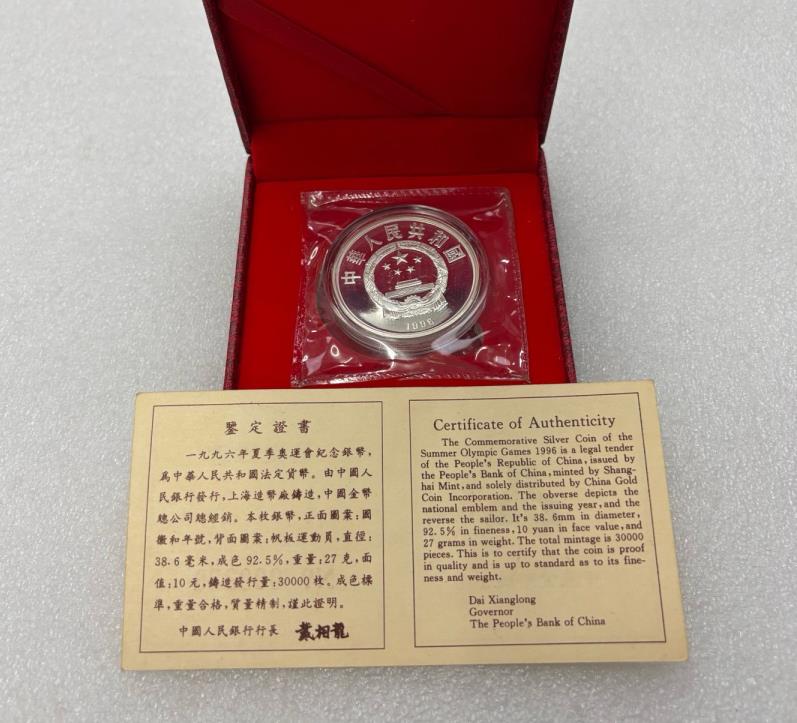 中華人民共和國
1996
鑒定證書
一九九六年夏季奧運會紀念銀幣，
爲中華人民共和國法定貨幣。由中國人
民銀行發行，上海造幣廠鑄造，中國金幣
總公司總經銷。本枚銀幣，正面圖案：國
徽和年號，背面圖案：帆板運動員，直徑：
38.6毫米，成色92.5%，重量：27克，面
值：10元，鑄造發行量：30000枚。成色標
準，重量合格，質量精制，謹此證明。
中國人民銀行行長 戴相龍
Certificate of Authenticity
The Commemorative Silver Coin of the
Summer Olympic Games 1996 is a legal tender
of the People's Republic of China, issued by
the People's Bank of China, minted by Shang-
hai Mint, and solely distributed by China Gold
Coin Incorporation. The obverse depicts the
national emblem and the issuing year, and the
reverse the sailor. It's 38.6mm in diameter,
92.5% in fineness, 10 yuan in face value, and
27 grams in weight. The total mintage is 30000
pieces. This is to certify that the coin is proof
in quality and is up to standard as to its fine-
ness and weight.
Dai Xianglong
Governor
The People's Bank of China